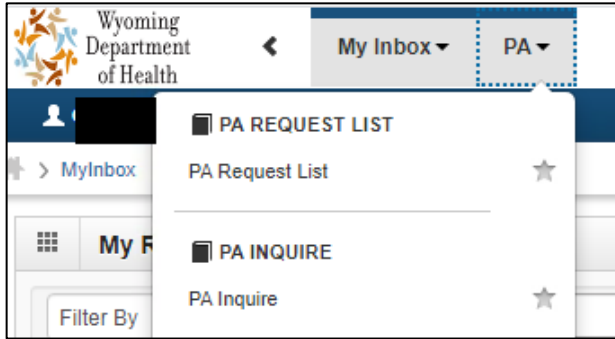 Wyoming
Department
of Health
My Inbox
PA
PA REQUEST LIST
MyInbox
PA Request List
My R
PA INQUIRE
PA Inquire
Filter By